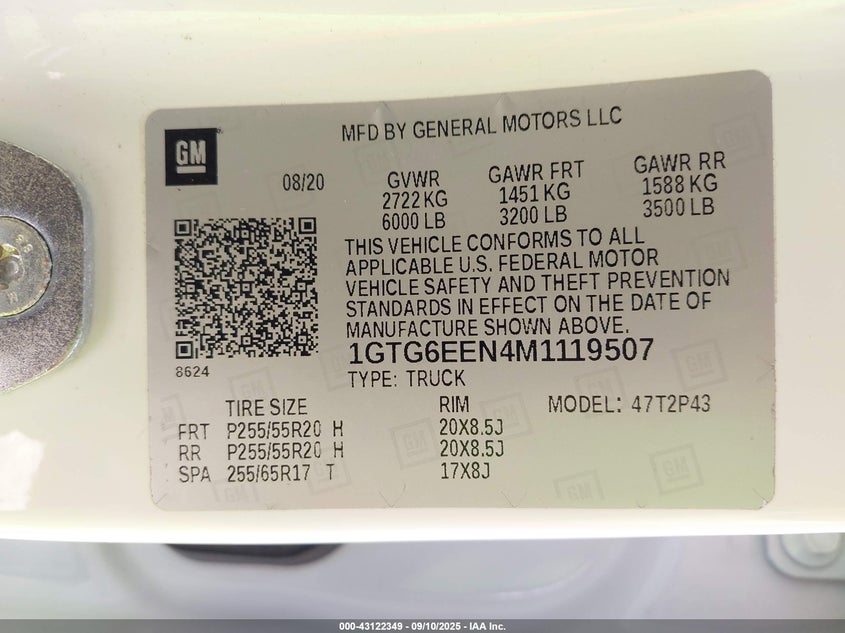 MFD BY GENERAL MOTORS LLC
GM
08/20
GVWR GAWR FRT GAWR RR
2722 KG 1451 KG 1588 KG
6000 LB 3200 LB 3500 LB
THIS VEHICLE CONFORMS TO ALL
APPLICABLE U.S. FEDERAL MOTOR
VEHICLE SAFETY AND THEFT PREVENTION
STANDARDS IN EFFECT ON THE DATE OF
MANUFACTURE SHOWN ABOVE.
8624
1GTG6EEN4M1119507
TYPE: TRUCK
TIRE SIZE RIM MODEL: 47T2P43
FRT P255/55R20 H 20X8.5J
RR P255/55R20 H 20X8.5J
SPA 255/65R17 T 17X8J
000-43122349 - 09/10/2025 - IAA Inc.